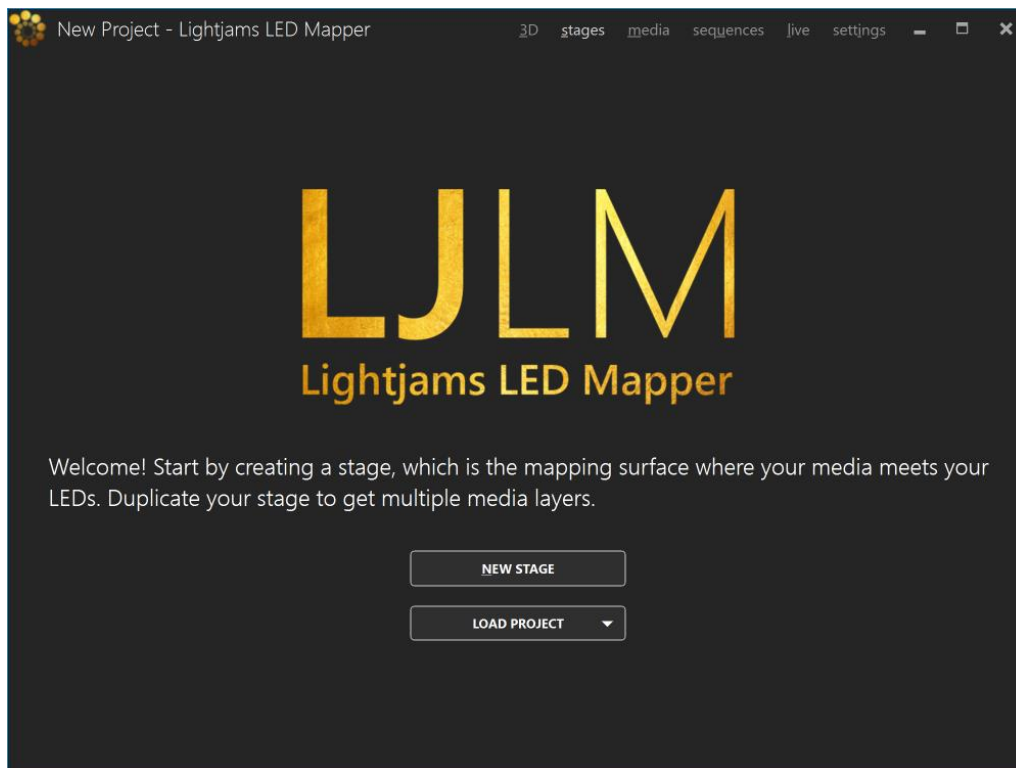 New Project - Lightjams LED Mapper 3D stages media sequences live settings
LJLM
Lightjams LED Mapper
Welcome! Start by creating a stage, which is the mapping surface where your media meets your
LEDs. Duplicate your stage to get multiple media layers.
NEW STAGE
LOAD PROJECT